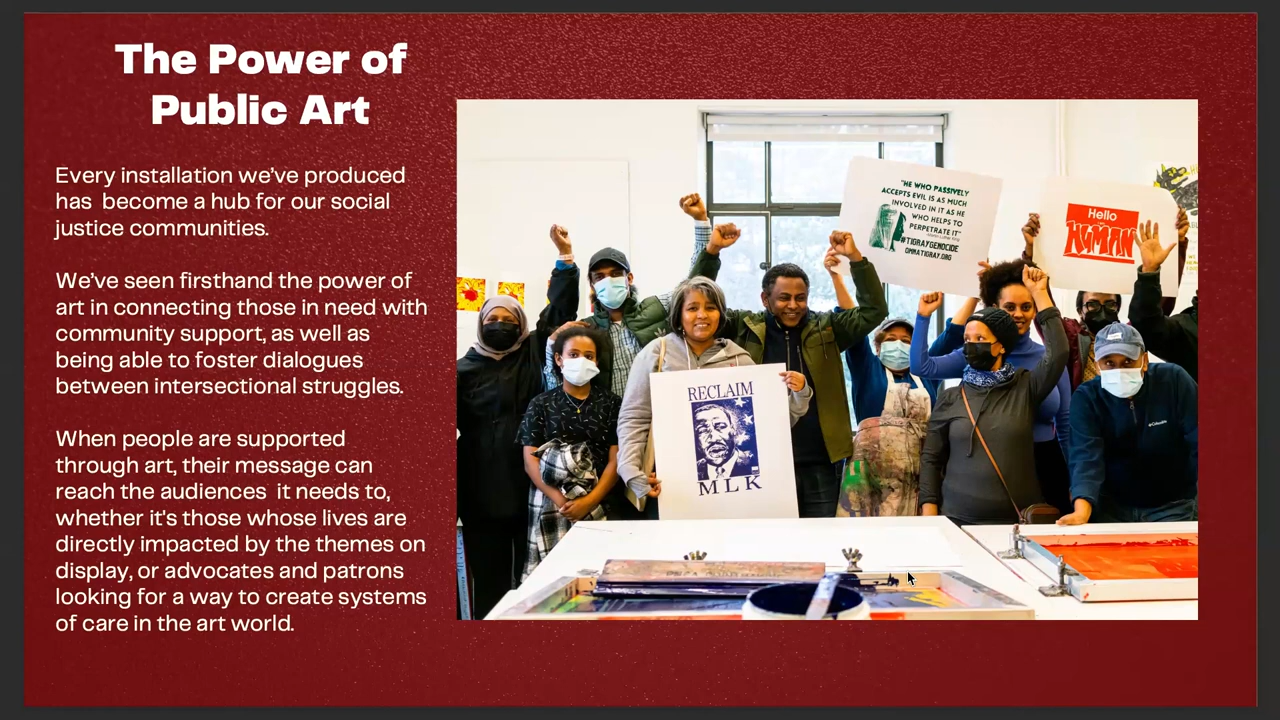 The Power of
Public Art
Every installation we've produced
has become a hub for our social
justice communities.
We've seen firsthand the power of
art in connecting those in need with
community support, as well as
being able to foster dialogues
between intersectional struggles.
When people are supported
through art, their message can
reach the audiences it needs to,
whether it's those whose lives are
directly impacted by the themes on
display, or advocates and patrons
looking for a way to create systems
of care in the art world.
"HE WHO PASSIVELY
ACCEPTS EVIL IS AS MUCH
INVOLVED IN IT AS HE
WHO HELPS TO
PERPETRATE IT"
#TIGRAYGENOCIDE
OMNATIGRAY.ORG
Hello
HUMAN
RECLAIM
MLK
Columbia